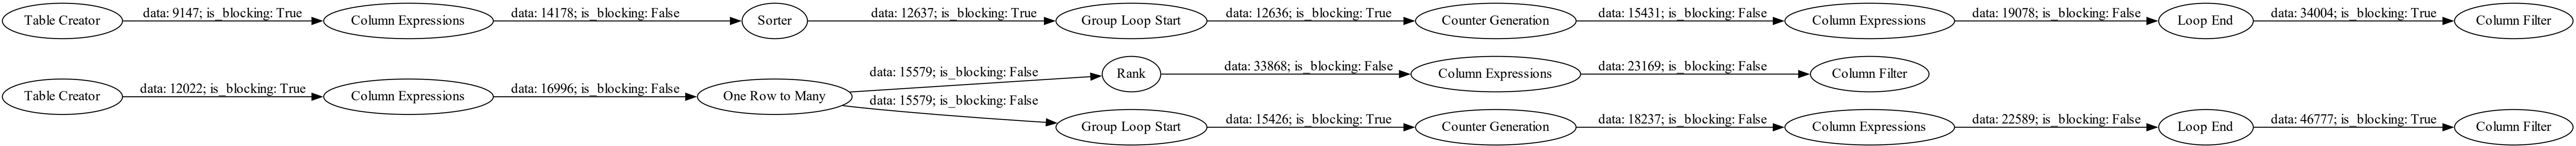 Table Creator
data: 9147; is_blocking: True
Column Expressions
data: 14178; is_blocking: False
Sorter
data: 12637; is_blocking: True
Group Loop Start
data: 12636; is_blocking: True
Counter Generation
data: 15431; is_blocking: False
Column Expressions
data: 19078; is_blocking: False
Loop End
data: 34004; is_blocking: True
Column Filter
Table Creator
data: 12022; is_blocking: True
Column Expressions
data: 16996; is_blocking: False
One Row to Many
data: 15579; is_blocking: False
Rank
data: 33868; is_blocking: False
Column Expressions
data: 23169; is_blocking: False
Column Filter
data: 15579; is_blocking: False
Group Loop Start
data: 15426; is_blocking: True
Counter Generation
data: 18237; is_blocking: False
Column Expressions
data: 22589; is_blocking: False
Loop End
data: 46777; is_blocking: True
Column Filter